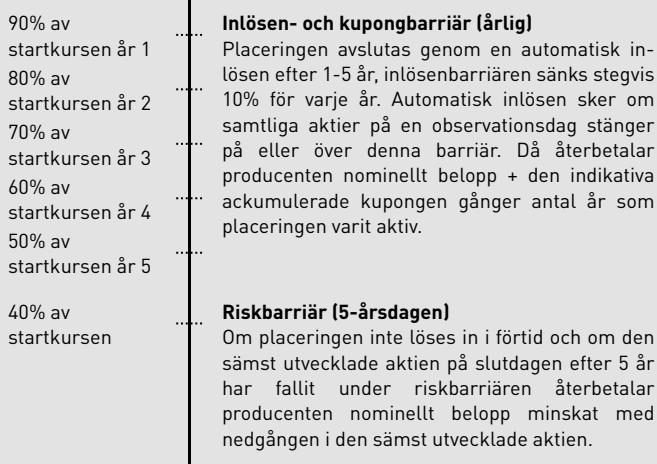 90% av
startkursen år 1
80% av
startkursen år 2
70% av
startkursen år 3
60% av
startkursen år 4
50% av
startkursen år 5
Inlösen- och kupongbarriär (årlig)
Placeringen avslutas genom en automatisk in-
lösen efter 1-5 år, inlösenbarriären sänks stegvis
10% för varje år. Automatisk inlösen sker om
samtliga aktier på en observationsdag stänger
på eller över denna barriär. Då återbetalar
producenten nominellt belopp + den indikativa
ackumulerade kupongen gånger antal år som
placeringen varit aktiv.
40% av
startkursen
Riskbarriär (5-årsdagen)
Om placeringen inte löses in i förtid och om den
sämst utvecklade aktien på slutdagen efter 5 år
har fallit under riskbarriären återbetalar
producenten nominellt belopp minskat med
nedgången i den sämst utvecklade aktien.